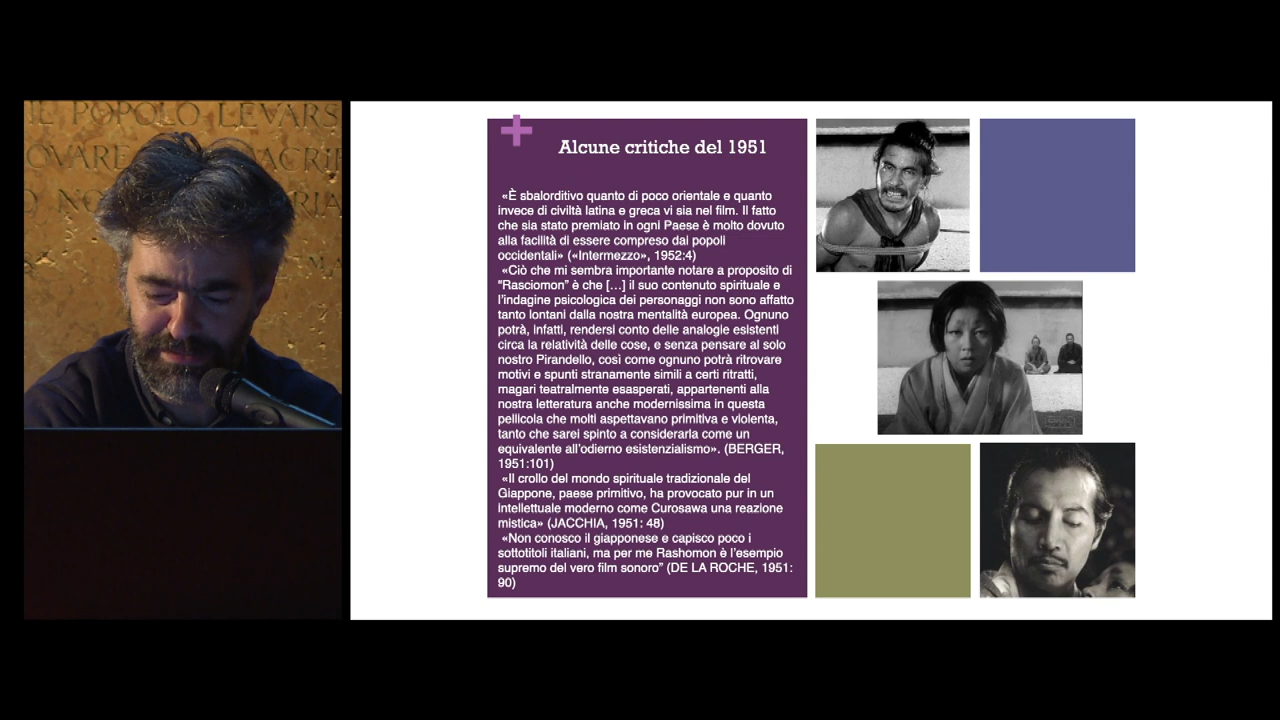 IL POPOLO LEVARS
OVARE
ACRI
O NO
RIA
Alcune critiche del 1951
«È sbalorditivo quanto di poco orientale e quanto
invece di civiltà latina e greca vi sia nel film. Il fatto
che sia stato premiato in ogni Paese è molto dovuto
alla facilità di essere compreso dai popoli
occidentali» («Intermezzo», 1952:4)
«Ciò che mi sembra importante notare a proposito di
“Rasciomon” è che [...] il suo contenuto spirituale e
l’indagine psicologica dei personaggi non sono affatto
tanto lontani dalla nostra mentalità europea. Ognuno
potrà, infatti, rendersi conto delle analogie esistenti
circa la relatività delle cose, e senza pensare al solo
nostro Pirandello, così come ognuno potrà ritrovare
motivi e spunti stranamente simili a certi ritratti,
magari teatralmente esasperati, appartenenti alla
nostra letteratura anche modernissima in questa
pellicola che molti aspettavano primitiva e violenta,
tanto che sarei spinto a considerarla come un
equivalente all’odierno esistenzialismo». (BERGER,
1951:101)
«Il crollo del mondo spirituale tradizionale del
Giappone, paese primitivo, ha provocato pur in un
intellettuale moderno come Curosawa una reazione
mistica» (JACCHIA, 1951: 48)
«Non conosco il giapponese e capisco poco i
sottotitoli italiani, ma per me Rashomon è l’esempio
supremo del vero film sonoro” (DE LA ROCHE, 1951:
90)